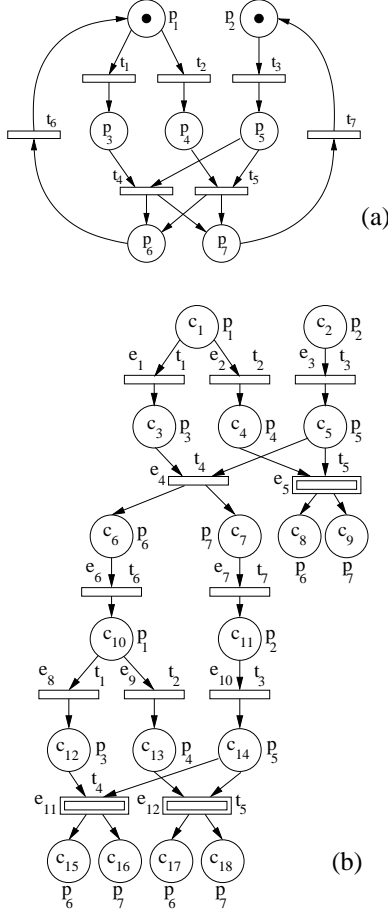 p1 p2
t1 t2 t3
t6 t7
p3 p4 p5
t4 t5
(a)
p6 p7
c1 p1 c2 p2
e1 t1 e2 t2 e3 t3
c3 p3 c4 p4 c5 p5
e4 t4 e5 t5
c6 p6 p7 c7 c8 c9
p6 p7
e6 t6 e7 t7
c10 p1 c11 p2
e8 t1 e9 t2 e10 t3
c12 p3 c13 p4 c14 p5
e11 t4 e12 t5
c15 c16 c17 c18 (b)
p6 p7 p6 p7